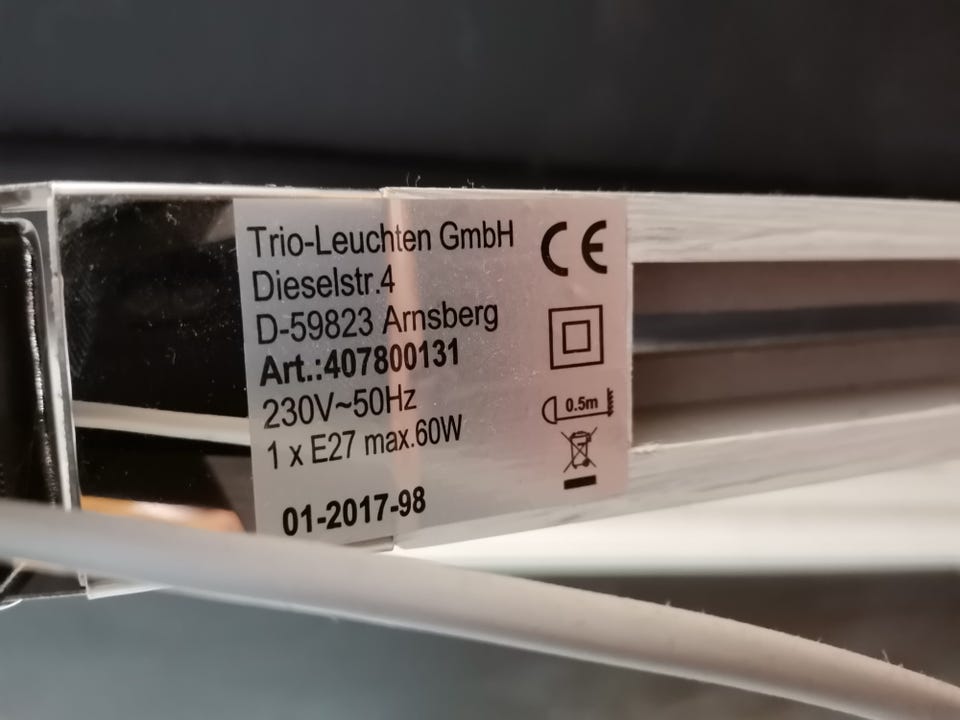 Trio-Leuchten GmbH
Dieselstr.4
D-59823 Arnsberg
Art.:407800131
230V~50Hz
1 x E27 max.60W
01-2017-98
CE
0.5m